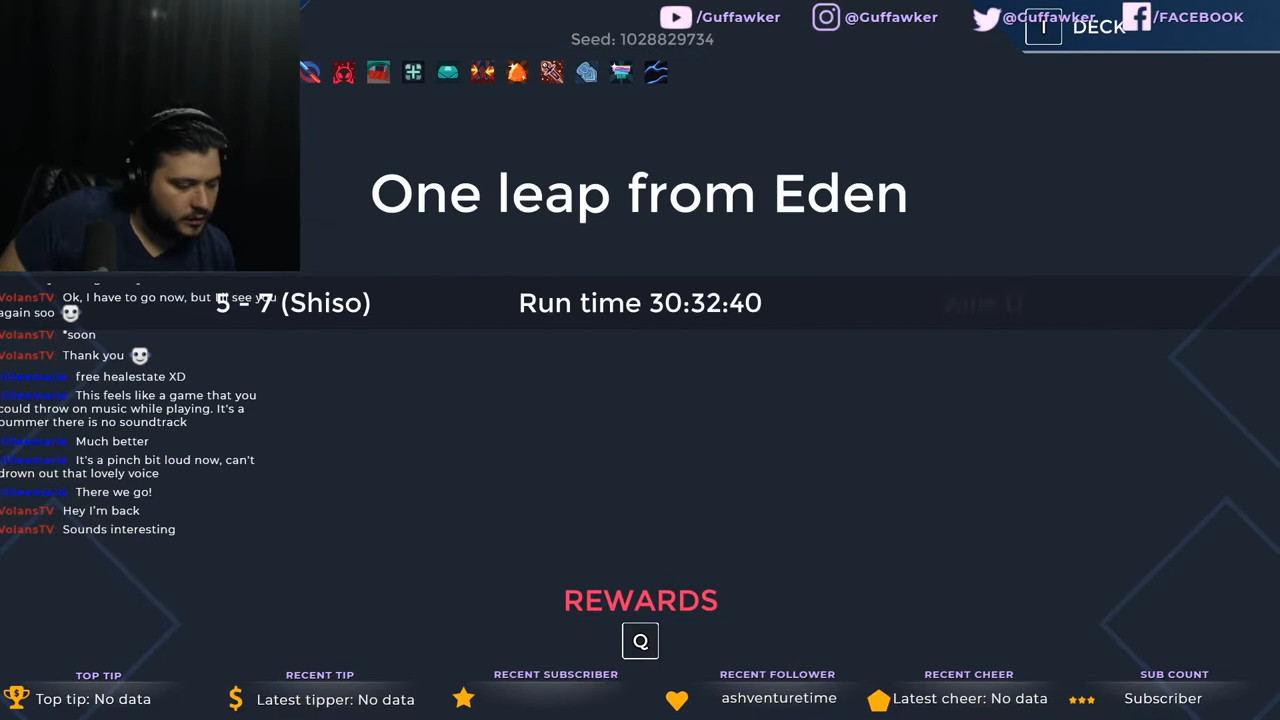 /Guffawker
@Guffawker
@Guffawker
/FACEBOOK
Seed: 1028829734
I
DECK
One leap from Eden
5 - 7 (Shiso)
Run time 30:32:40
VolansTV Ok, I have to go now, but I'll see you
again soo
VolansTV *soon
VolansTV Thank you
free healestate XD
This feels like a game that you
could throw on music while playing. It's a
bummer there is no soundtrack
Much better
It's a pinch bit loud now, can't
drown out that lovely voice
There we go!
VolansTV Hey I'm back
VolansTV Sounds interesting
REWARDS
Q
TOP TIP
Top tip: No data
RECENT TIP
Latest tipper: No data
RECENT SUBSCRIBER
RECENT FOLLOWER
ashventuretime
RECENT CHEER
Latest cheer: No data
SUB COUNT
Subscriber